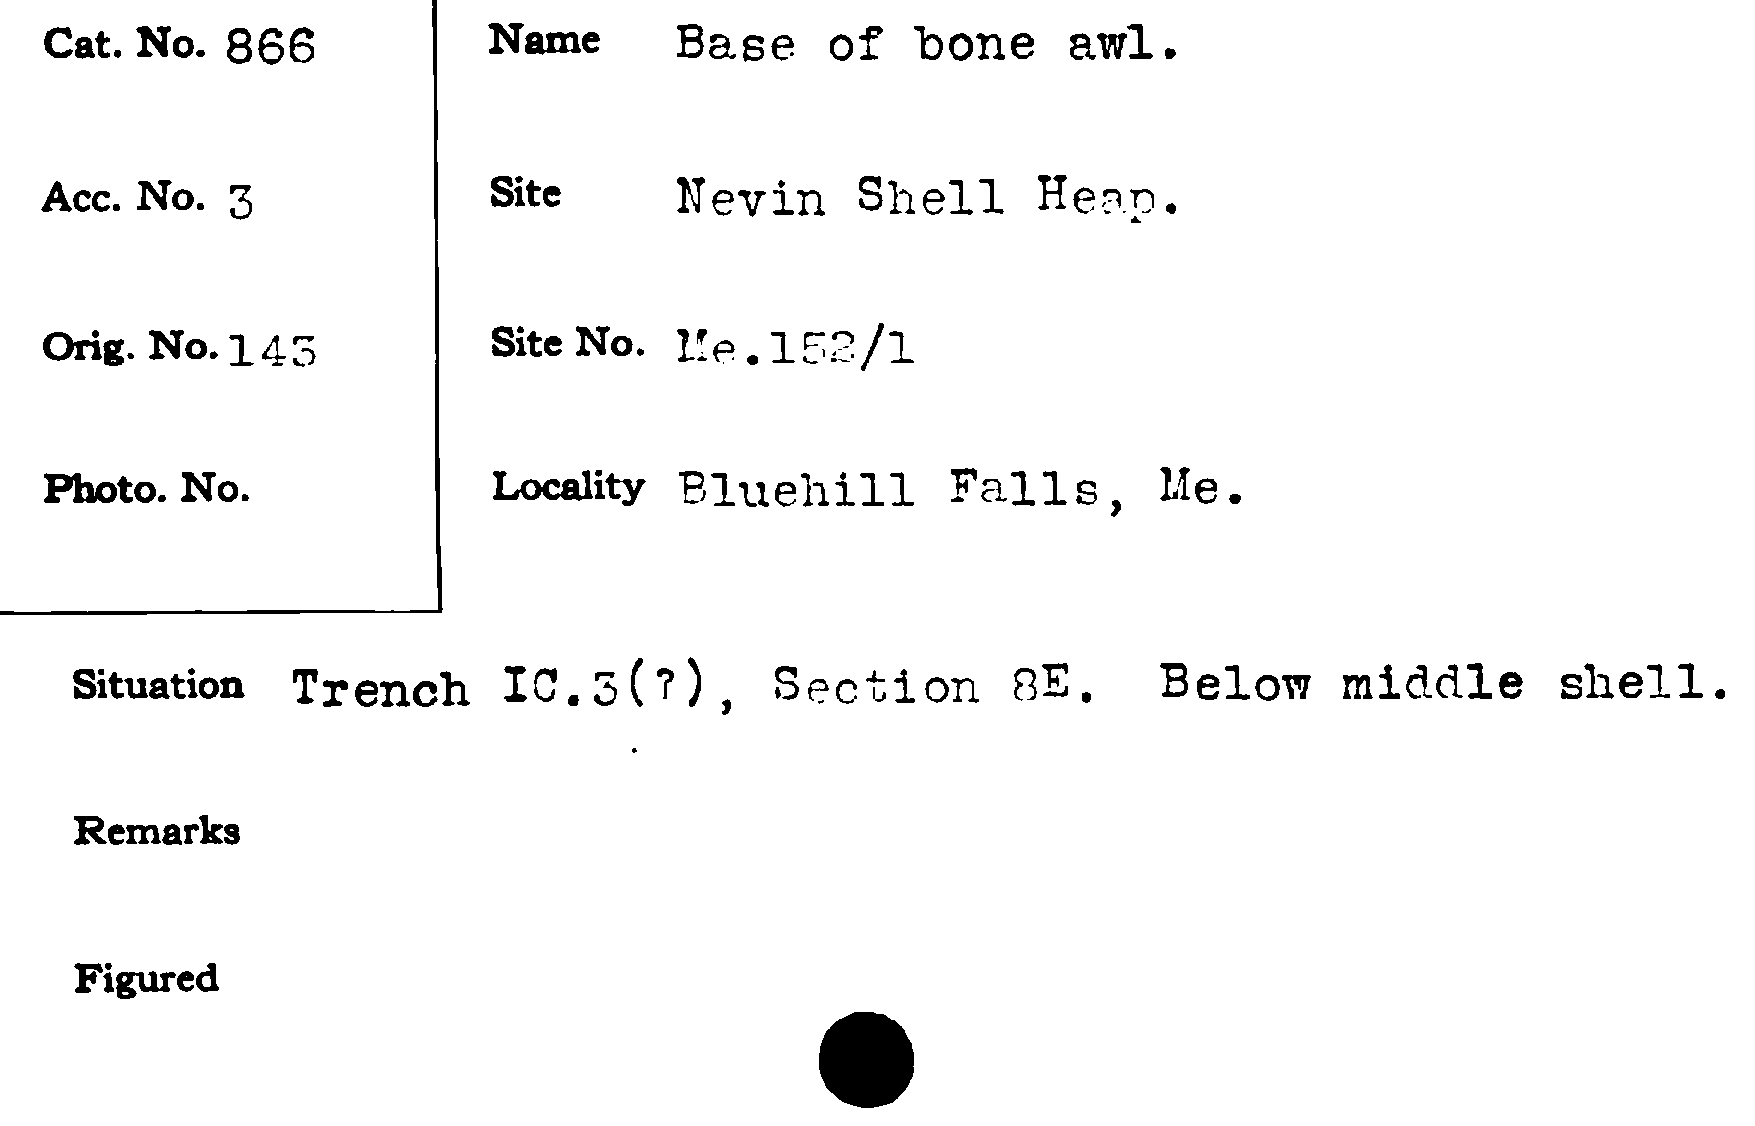 Cat. No. 866
Name Base of bone awl.
Acc. No. 3
Site Nevin Shell Heap.
Orig. No. 143
Site No. Me.152/1
Photo. No.
Locality Bluehill Falls, Me.
Situation Trench IC.3(?), Section 8E. Below middle shell.
Remarks
Figured